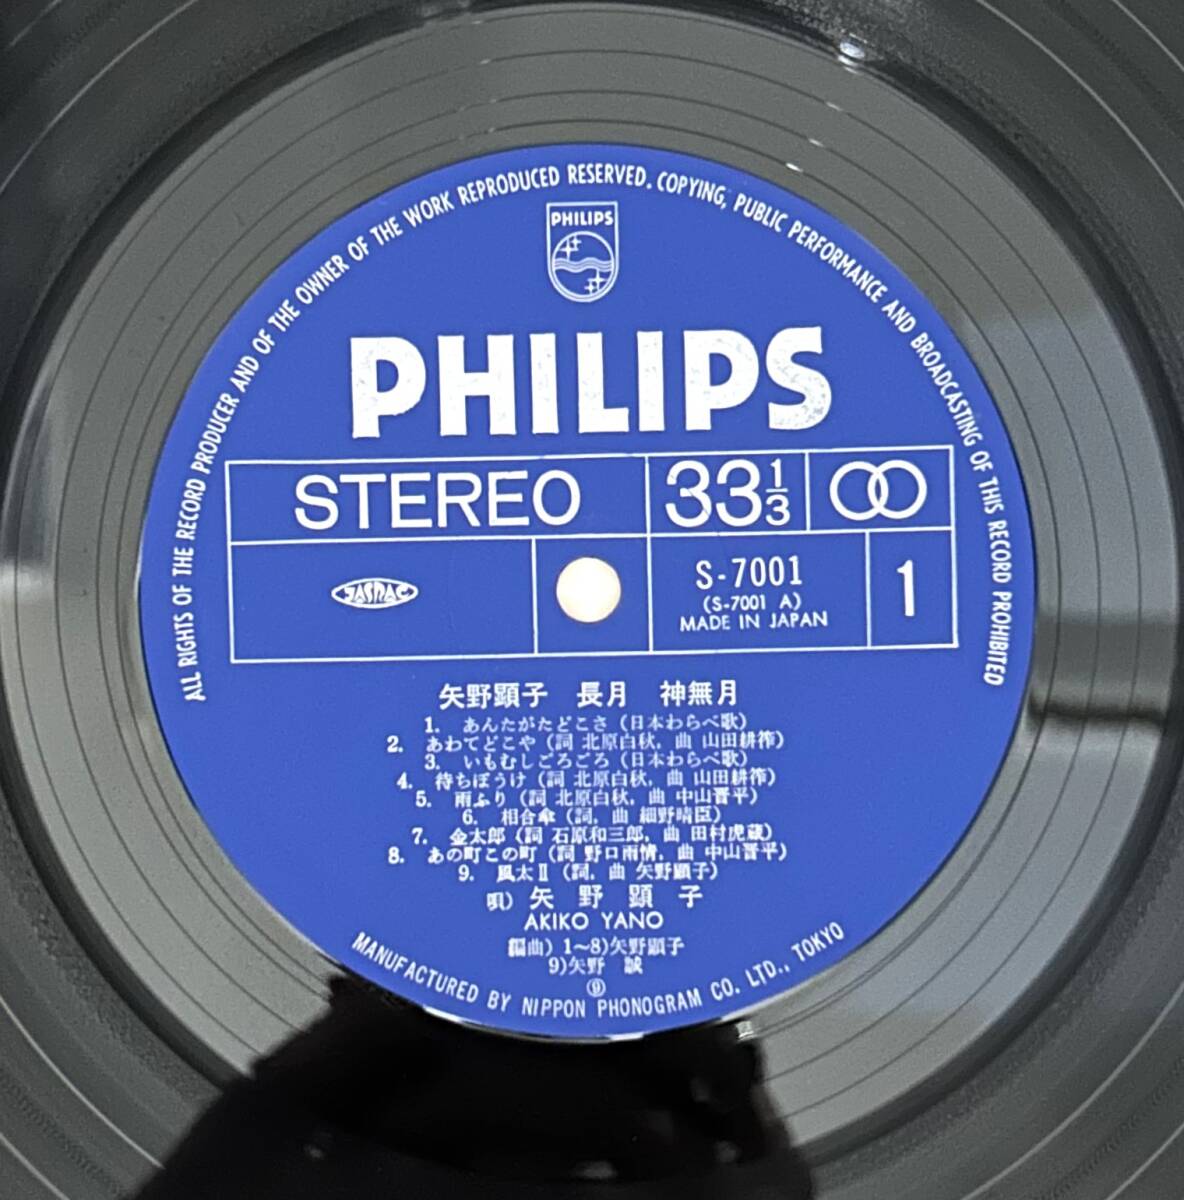 ALL RIGHTS OF THE RECORD PRODUCER AND OF THE OWNER OF THE WORK REPRODUCED RESERVED. COPYING, PUBLIC PERFORMANCE AND BROADCASTING OF THIS RECORD PROHIBITED
PHILIPS
PHILIPS
STEREO
33 1/3
JASRAC
S-7001
(S-7001 A)
MADE IN JAPAN
1
矢野顕子 長月 神無月
1. あんたがたどこさ (日本わらべ歌)
2. あわてどこや (詞 北原白秋, 曲 山田耕筰)
3. いもむしごろごろ (日本わらべ歌)
4. 待ちぼうけ (詞 北原白秋, 曲 山田耕筰)
5. 雨ふり (詞 北原白秋, 曲 中山晋平)
6. 相合傘 (詞, 曲 細野晴臣)
7. 金太郎 (詞 石原和三郎, 曲 田村虎蔵)
8. あの町この町 (詞 野口雨情, 曲 中山晋平)
9. 風太II (詞, 曲 矢野顕子)
唄) 矢野顕子
AKIKO YANO
編曲) 1~8)矢野顕子
9)矢野 誠
MANUFACTURED BY NIPPON PHONOGRAM CO. LTD., TOKYO